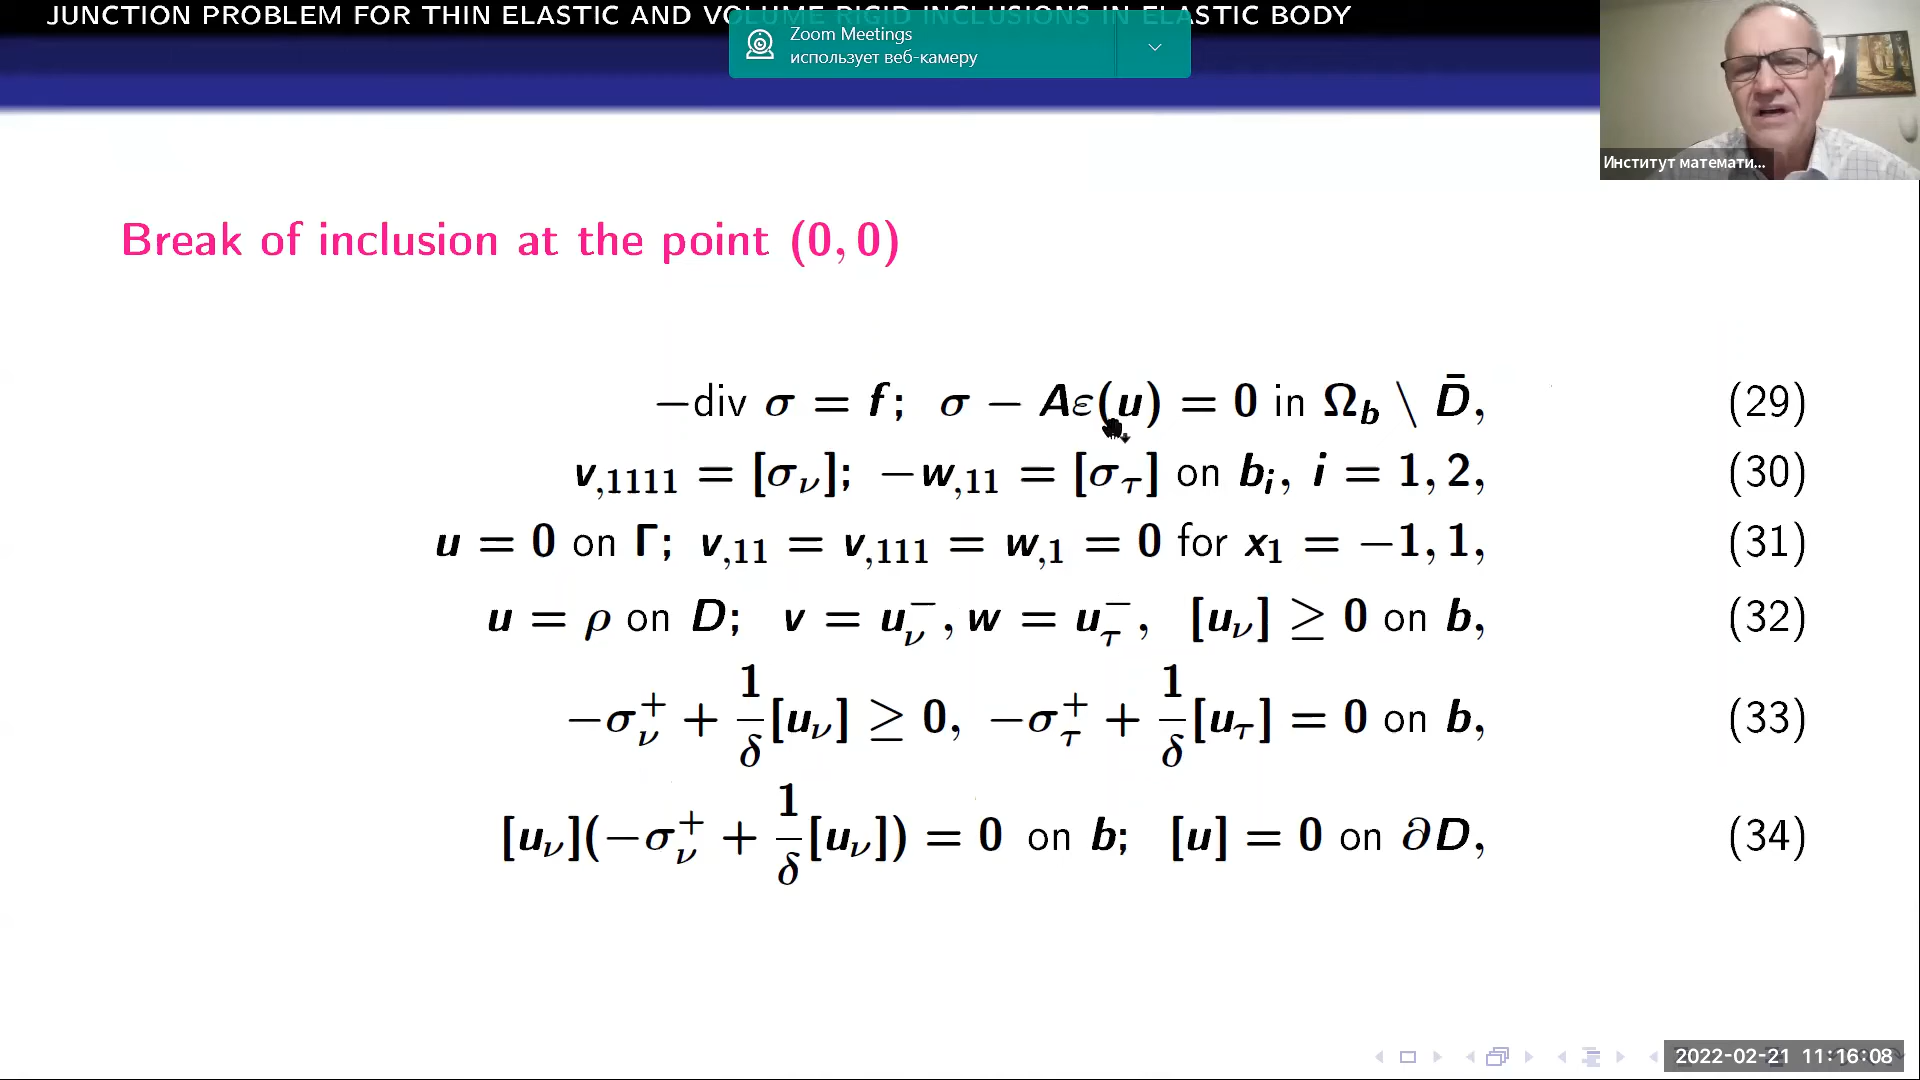 JUNCTION PROBLEM FOR THIN ELASTIC AND VOLUME RIGID INCLUSIONS IN ELASTIC BODY
Zoom Meetings
использует веб-камеру
Институт математи...
Break of inclusion at the point (0, 0)
−div σ = f; σ − Aε(u) = 0 in Ω_b \ D̄, (29)
v,₁₁₁₁ = [σ_ν]; −w,₁₁ = [σ_τ] on b_i, i = 1, 2, (30)
u = 0 on Γ; v,₁₁ = v,₁₁₁ = w,₁ = 0 for x₁ = −1, 1, (31)
u = ρ on D; v = u_ν⁻, w = u_τ⁻, [u_ν] ≥ 0 on b, (32)
−σ_ν⁺ + 1/δ [u_ν] ≥ 0, −σ_τ⁺ + 1/δ [u_τ] = 0 on b, (33)
[u_ν](−σ_ν⁺ + 1/δ [u_ν]) = 0 on b; [u] = 0 on ∂D, (34)
2022-02-21 11:16:08